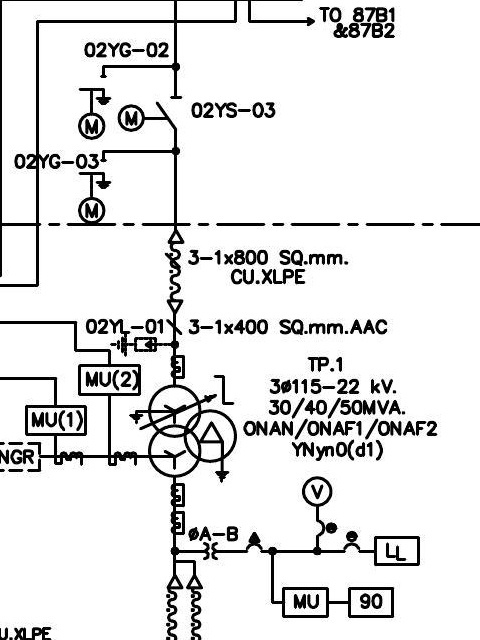 TO 87B1
&87B2
02YG-02
M
M
02YS-03
02YG-03
M
3-1x800 SQ.mm.
CU.XLPE
02YL-01
3-1x400 SQ.mm.AAC
MU(2)
TP.1
3ø115-22 kV.
30/40/50MVA.
ONAN/ONAF1/ONAF2
YNyn0(d1)
MU(1)
NGR
V
øA-B
LL
MU
90
U.XLPE